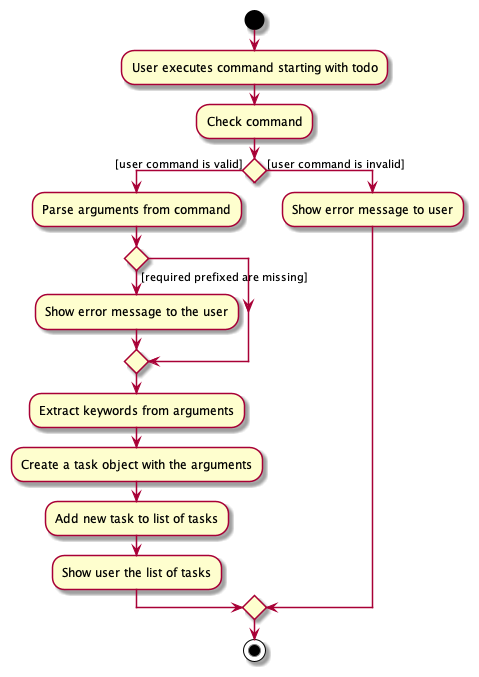 User executes command starting with todo
Check command
[user command is valid]
[user command is invalid]
Parse arguments from command
Show error message to user
[required prefixed are missing]
Show error message to the user
Extract keywords from arguments
Create a task object with the arguments
Add new task to list of tasks
Show user the list of tasks